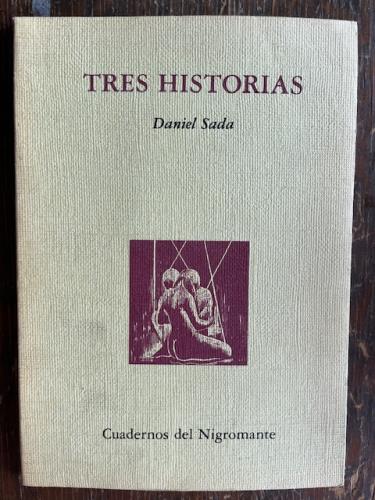 TRES HISTORIAS
Daniel Sada
Cuadernos del Nigromante